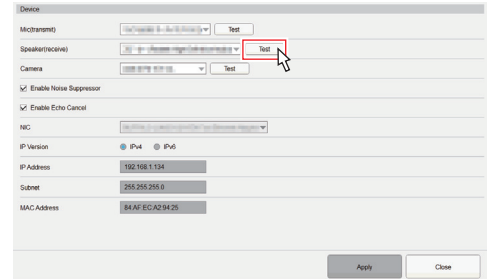 Device
Mic(transmit) Test
Speaker(receive) Test
Camera Test
Enable Noise Suppressor
Enable Echo Cancel
NIC
IP Version IPv4 IPv6
IP Address 192.168.1.134
Subnet 255.255.255.0
MAC Address 84:AF:EC:A2:94:25
Apply Close